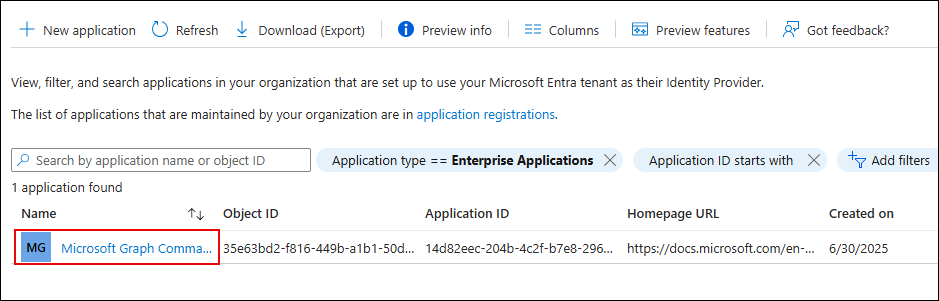 New application Refresh Download (Export) Preview info Columns Preview features Got feedback?
View, filter, and search applications in your organization that are set up to use your Microsoft Entra tenant as their Identity Provider.
The list of applications that are maintained by your organization are in application registrations.
Search by application name or object ID Application type == Enterprise Applications Application ID starts with Add filters
1 application found
Name Object ID Application ID Homepage URL Created on
MG Microsoft Graph Comma... 35e63bd2-f816-449b-a1b1-50d... 14d82eec-204b-4c2f-b7e8-296... https://docs.microsoft.com/en-... 6/30/2025